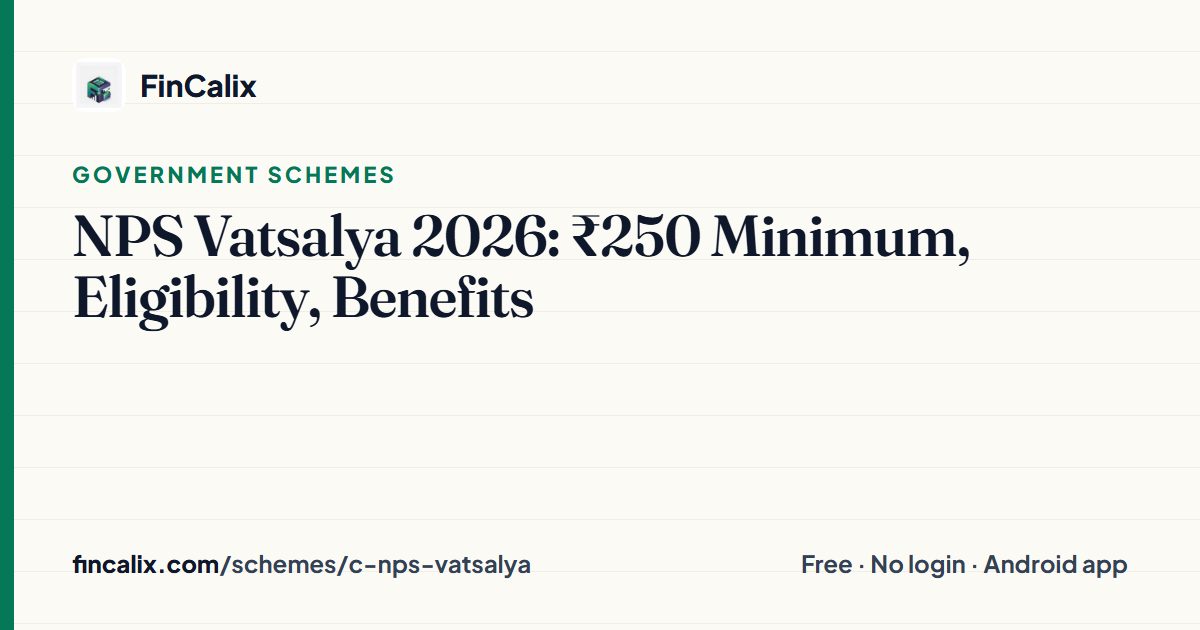 FinCalix
GOVERNMENT SCHEMES
NPS Vatsalya 2026: ₹250 Minimum,
Eligibility, Benefits
fincalix.com/schemes/c-nps-vatsalya
Free · No login · Android app